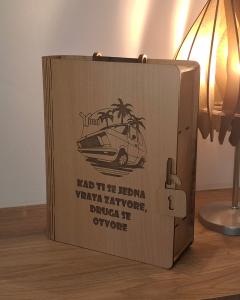 KAD TI SE JEDNA
VRATA ZATVORE,
DRUGA SE
OTVORE